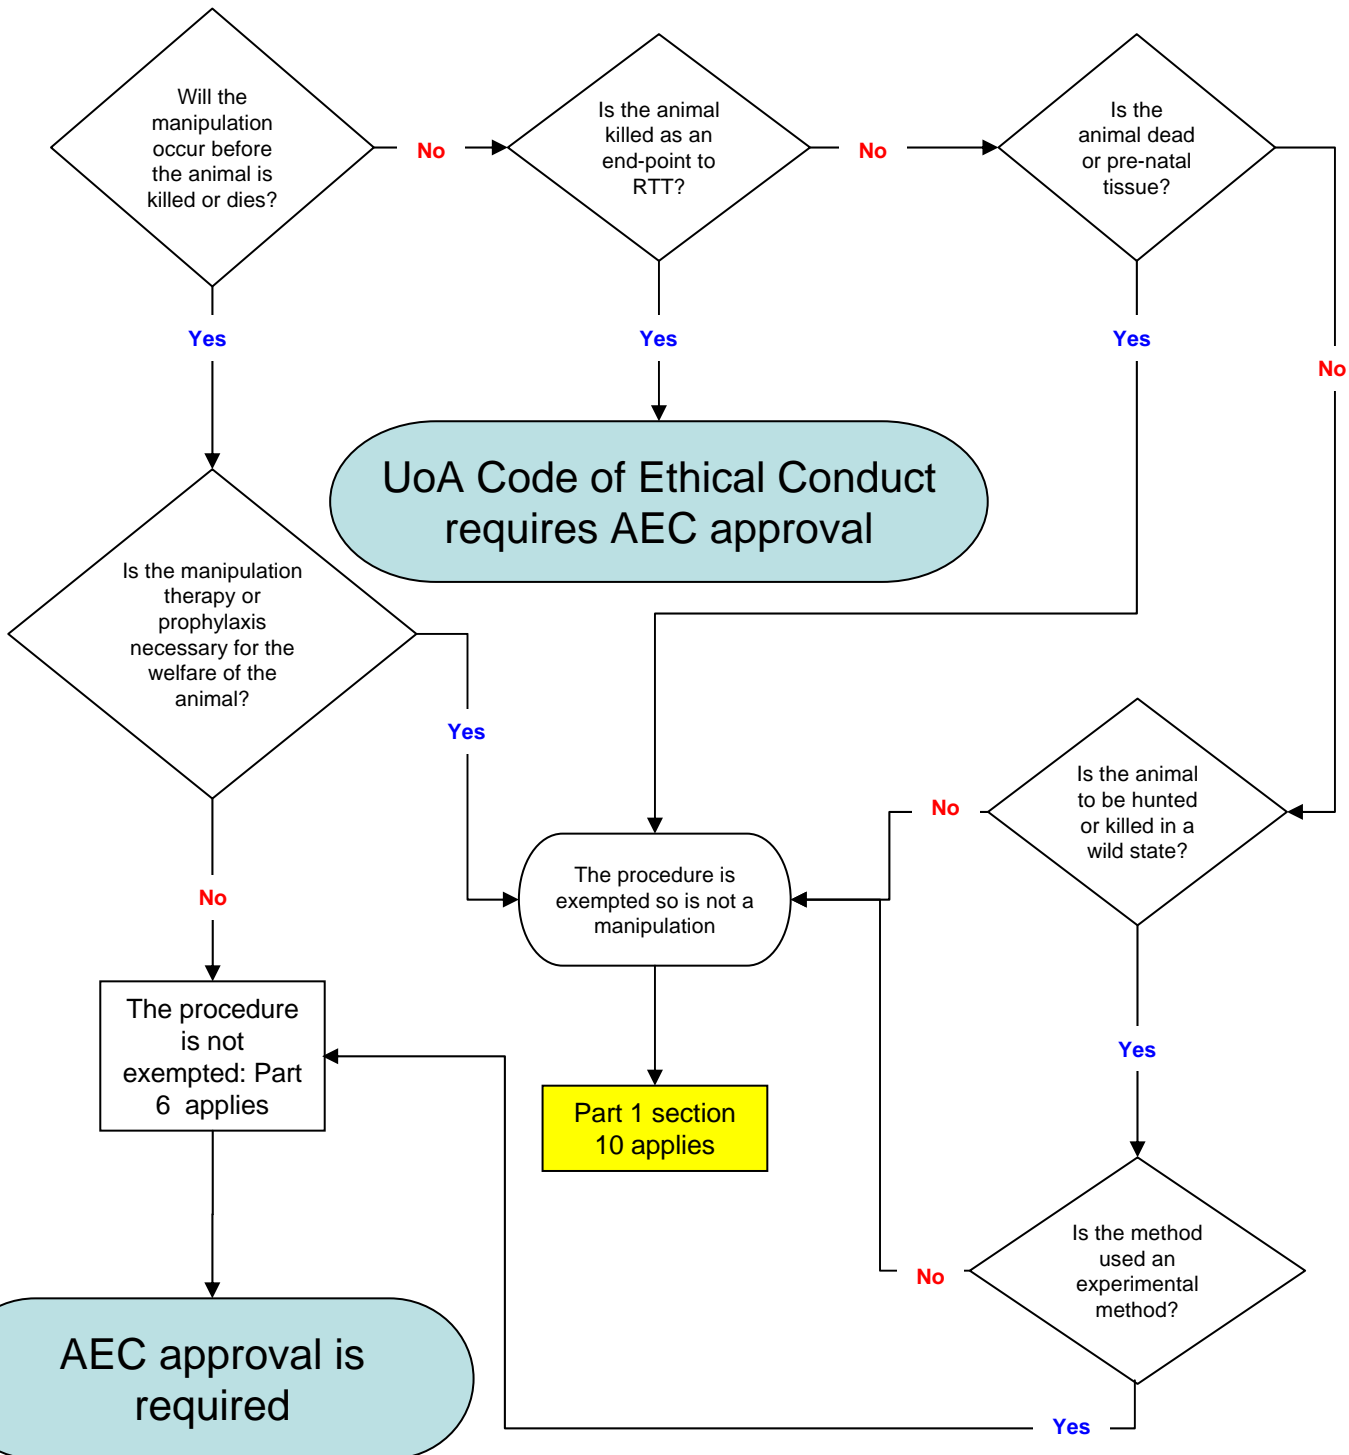 Will the
manipulation
occur before
the animal is
killed or dies?
No
Is the animal
killed as an
end-point to
RTT?
No
Is the
animal dead
or pre-natal
tissue?
Yes
Yes
Yes
No
UoA Code of Ethical Conduct
requires AEC approval
Is the manipulation
therapy or
prophylaxis
necessary for the
welfare of the
animal?
Yes
Is the animal
to be hunted
or killed in a
wild state?
No
The procedure is
exempted so is not a
manipulation
No
The procedure
is not
exempted: Part
6 applies
Yes
Part 1 section
10 applies
Is the method
used an
experimental
method?
No
AEC approval is
required
Yes